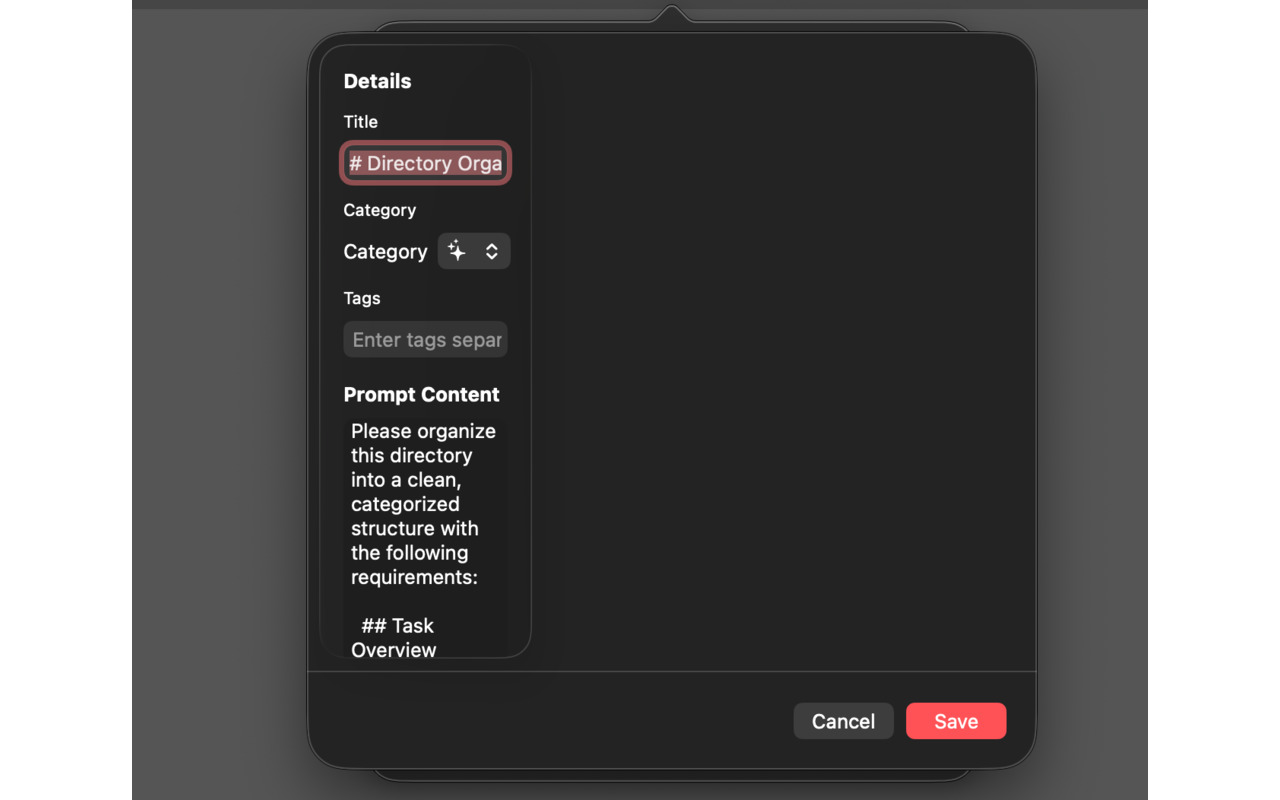 Details
Title
# Directory Orga
Category
Category
Tags
Enter tags separ
Prompt Content
Please organize
this directory
into a clean,
categorized
structure with
the following
requirements:
## Task
Overview
Cancel
Save